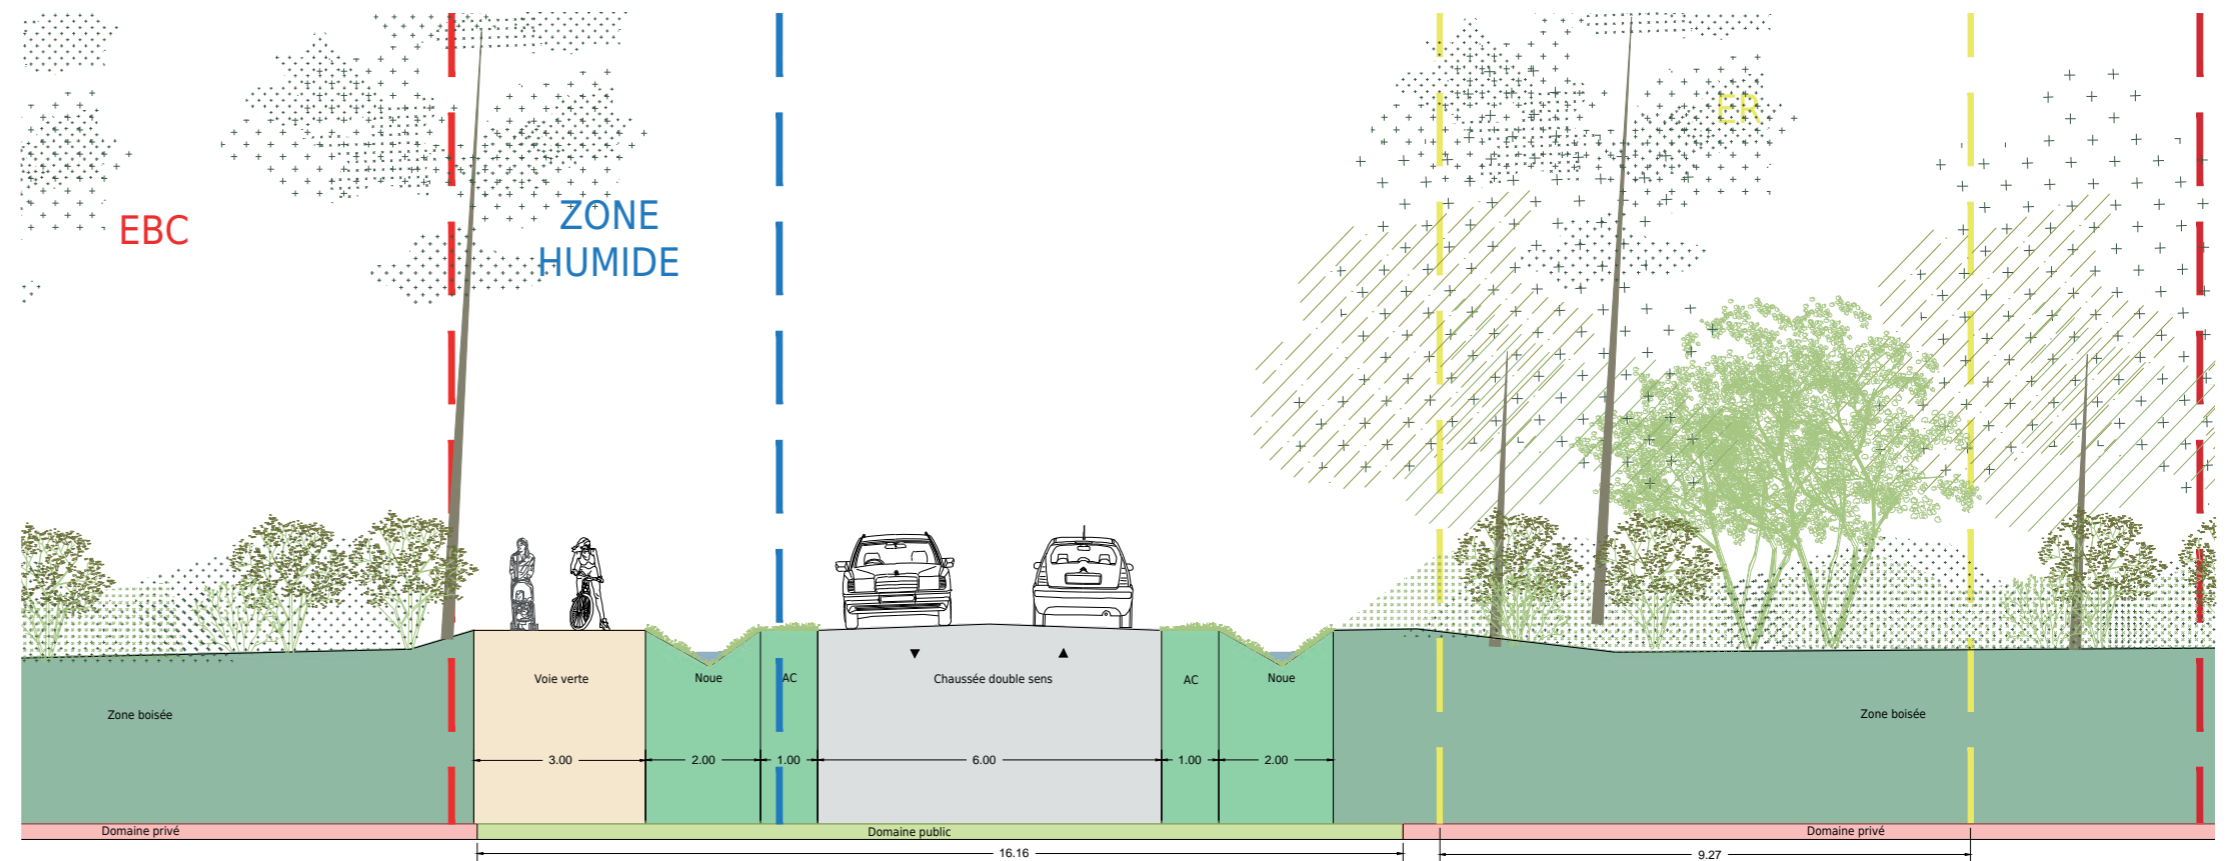 ER
EBC
ZONE
HUMIDE
Voie verte
Noue
AC
Chaussée double sens
AC
Noue
Zone boisée
Zone boisée
3.00
2.00
1.00
6.00
1.00
2.00
Domaine privé
Domaine public
Domaine privé
16.16
9.27